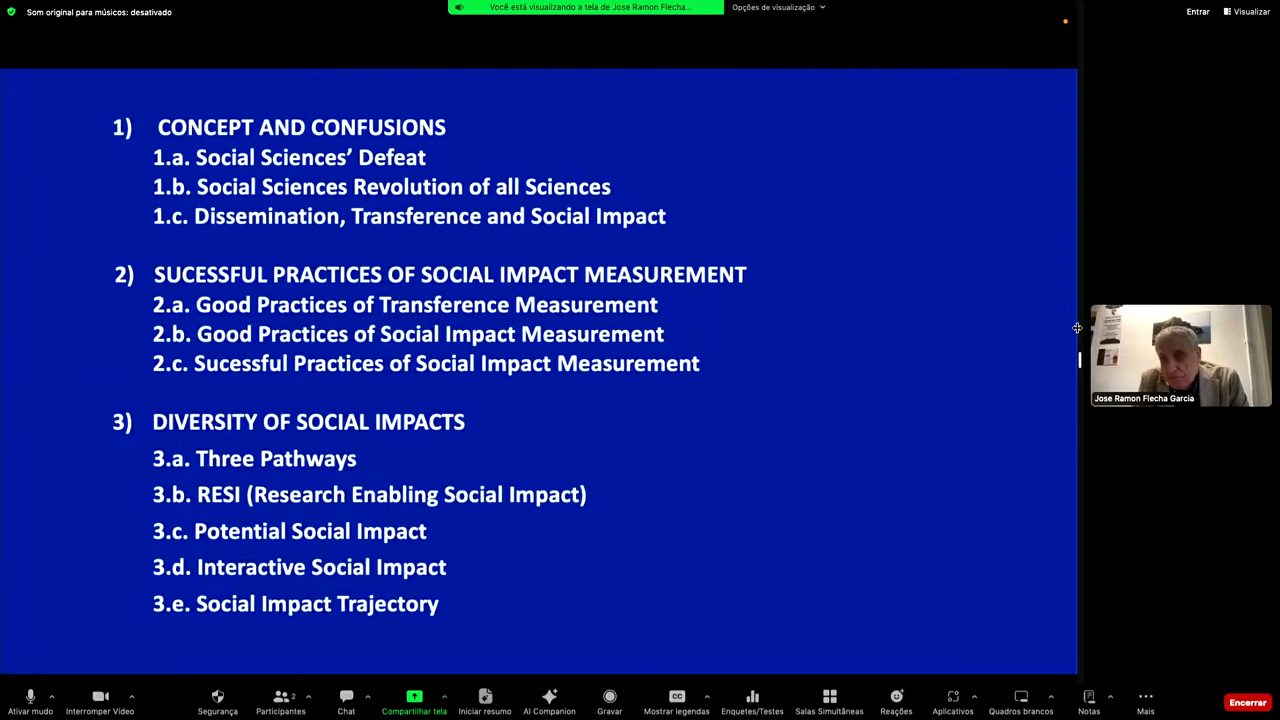 Som original para músicos: desativado
Você está visualizando a tela de Jose Ramon Flecha...
Opções de visualização
Entrar
Visualizar
1) CONCEPT AND CONFUSIONS
1.a. Social Sciences’ Defeat
1.b. Social Sciences Revolution of all Sciences
1.c. Dissemination, Transference and Social Impact
2) SUCESSFUL PRACTICES OF SOCIAL IMPACT MEASUREMENT
2.a. Good Practices of Transference Measurement
2.b. Good Practices of Social Impact Measurement
2.c. Sucessful Practices of Social Impact Measurement
3) DIVERSITY OF SOCIAL IMPACTS
3.a. Three Pathways
3.b. RESI (Research Enabling Social Impact)
3.c. Potential Social Impact
3.d. Interactive Social Impact
3.e. Social Impact Trajectory
Jose Ramon Flecha Garcia
Ativar mudo
Interromper Vídeo
Segurança
Participantes
2
Chat
Compartilhar tela
Iniciar resumo
AI Companion
Gravar
CC
Mostrar legendas
Enquetes/Testes
Salas Simultâneas
Reações
Aplicativos
Quadros brancos
Notas
Mais
Encerrar